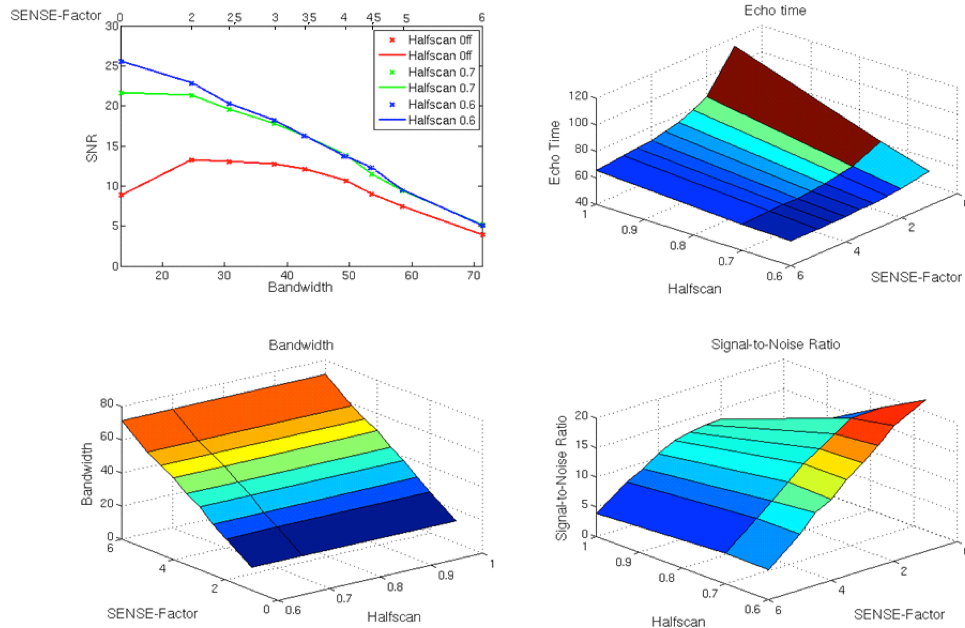 SENSE-Factor
0 2 2.5 3 3.5 4 4.5 5 6
30
25
20
15
10
5
0
SNR
20 30 40 50 60 70
Bandwidth
Halfscan 0ff
Halfscan 0ff
Halfscan 0.7
Halfscan 0.7
Halfscan 0.6
Halfscan 0.6
Echo time
120
100
80
60
40
Echo Time
1
0.9
0.8
0.7
0.6
Halfscan
6
4
2
SENSE-Factor
Bandwidth
80
60
40
20
0
Bandwidth
6
4
2
0
SENSE-Factor
0.6
0.7
0.8
0.9
1
Halfscan
Signal-to-Noise Ratio
20
15
10
5
0
Signal-to-Noise Ratio
1
0.9
0.8
0.7
0.6
Halfscan
6
4
2
SENSE-Factor